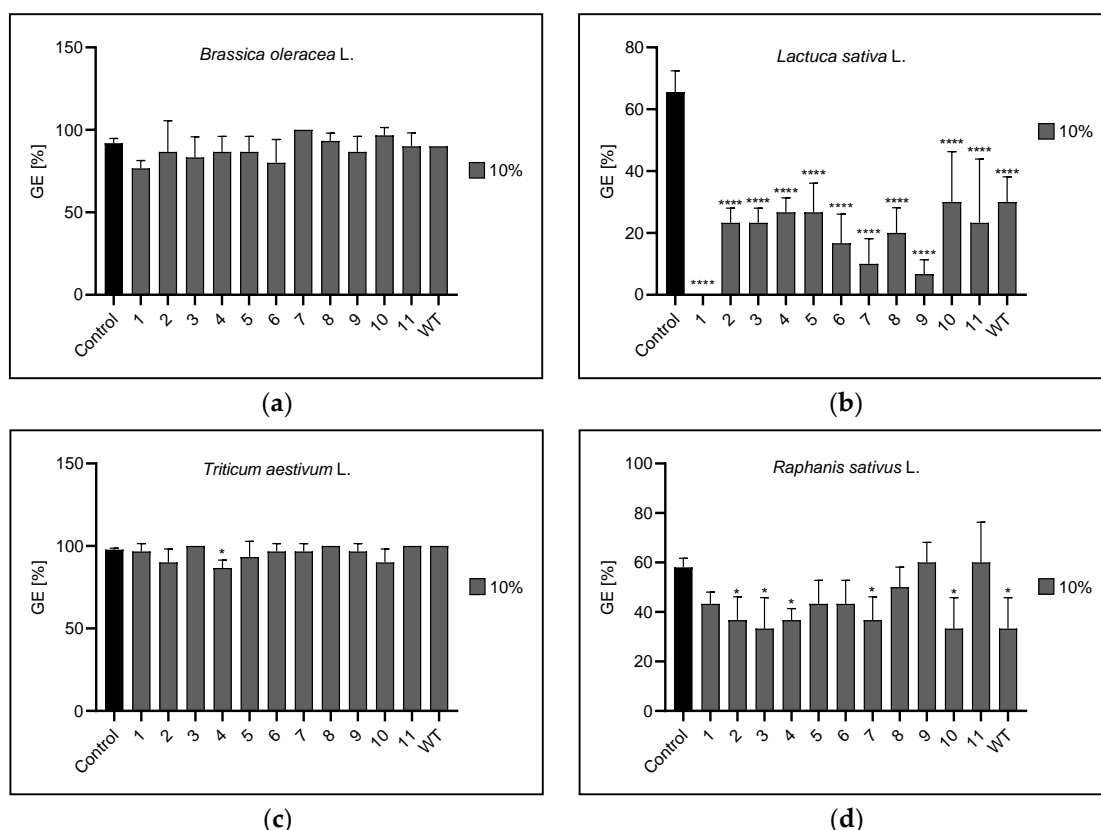 Brassica oleracea L.
150
100
50
0
GE [%]
10%
Control 1 2 3 4 5 6 7 8 9 10 11 WT
(a)
Lactuca sativa L.
80
60
40
20
0
GE [%]
10%
**** **** **** **** **** **** **** **** **** **** **** ****
Control 1 2 3 4 5 6 7 8 9 10 11 WT
(b)
Triticum aestivum L.
150
100
50
0
GE [%]
10%
*
Control 1 2 3 4 5 6 7 8 9 10 11 WT
(c)
Raphanis sativus L.
100
80
60
40
20
0
GE [%]
10%
* * * * * *
Control 1 2 3 4 5 6 7 8 9 10 11 WT
(d)